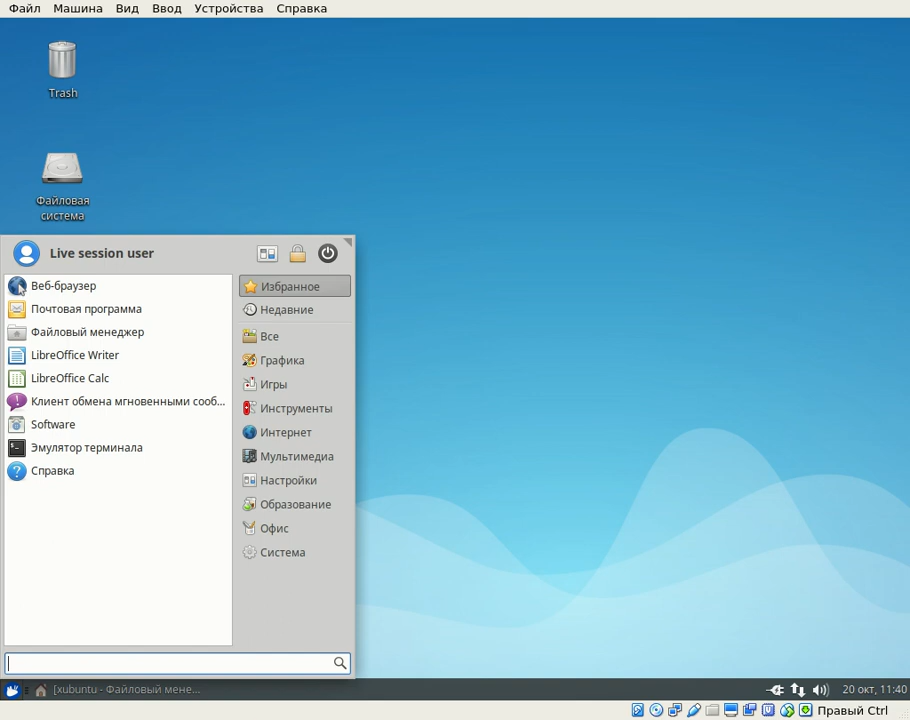 Файл Машина Вид Ввод Устройства Справка
Trash
Файловая
система
Live session user
Веб-браузер
Почтовая программа
Файловый менеджер
LibreOffice Writer
LibreOffice Calc
Клиент обмена мгновенными сооб...
Software
Эмулятор терминала
Справка
Избранное
Недавние
Все
Графика
Игры
Инструменты
Интернет
Мультимедиа
Настройки
Образование
Офис
Система
[xubuntu - Файловый мене...
20 окт, 11:40
Правый Ctrl